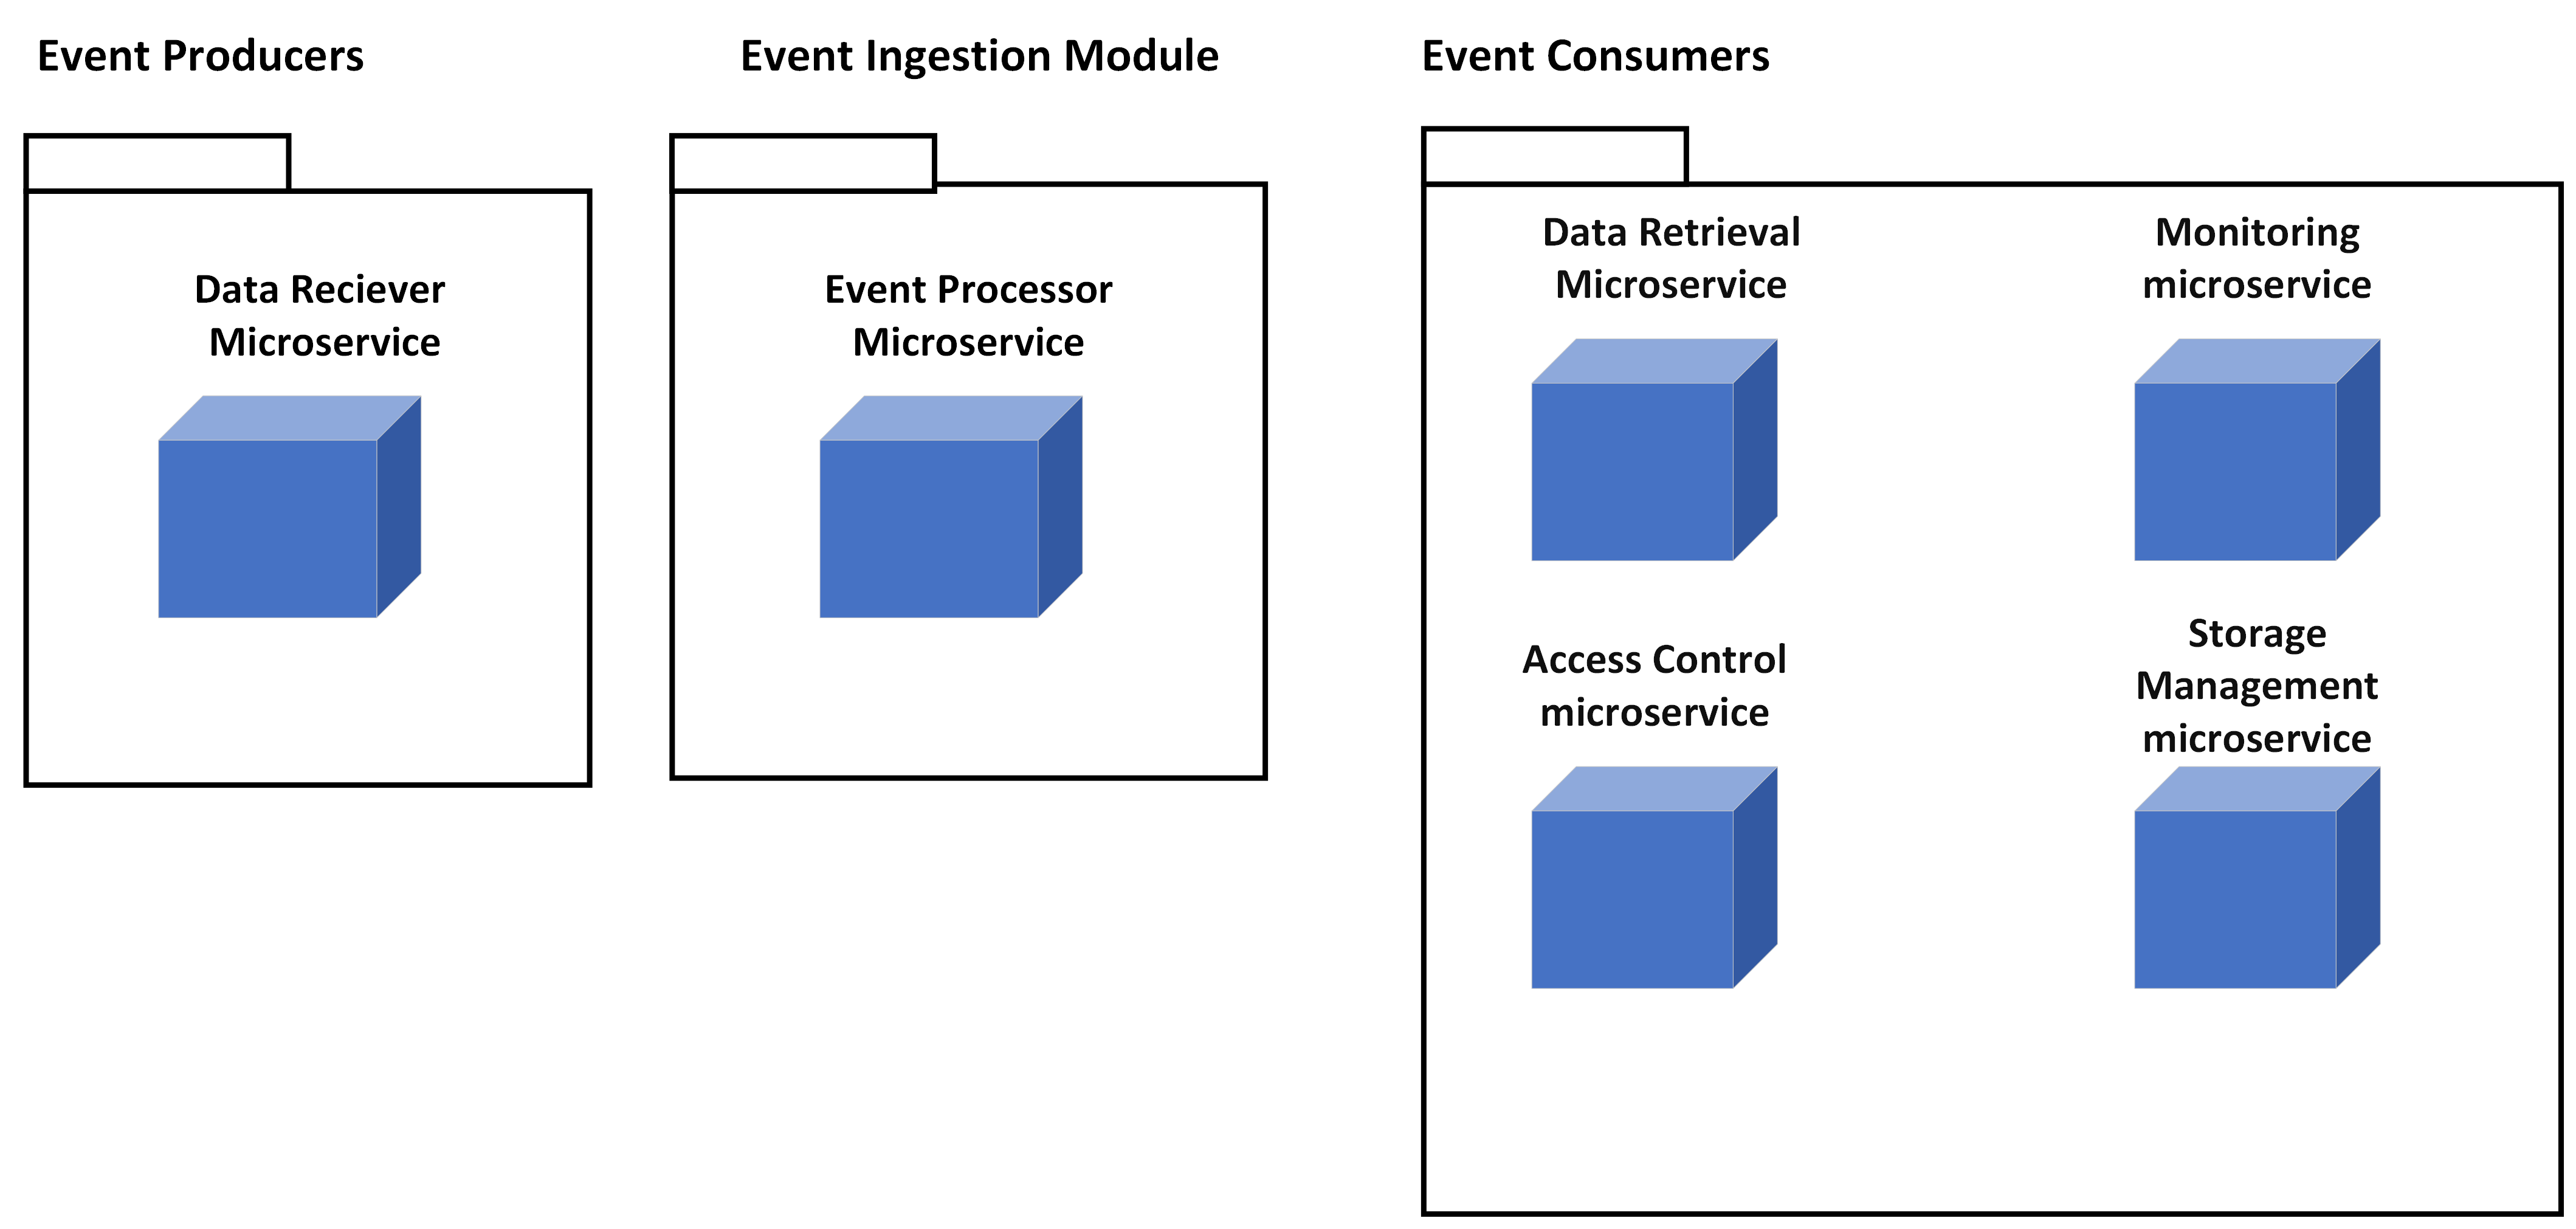 Event Producers
Event Ingestion Module
Event Consumers
Data Reciever
Microservice
Event Processor
Microservice
Data Retrieval
Microservice
Monitoring
microservice
Access Control
microservice
Storage
Management
microservice